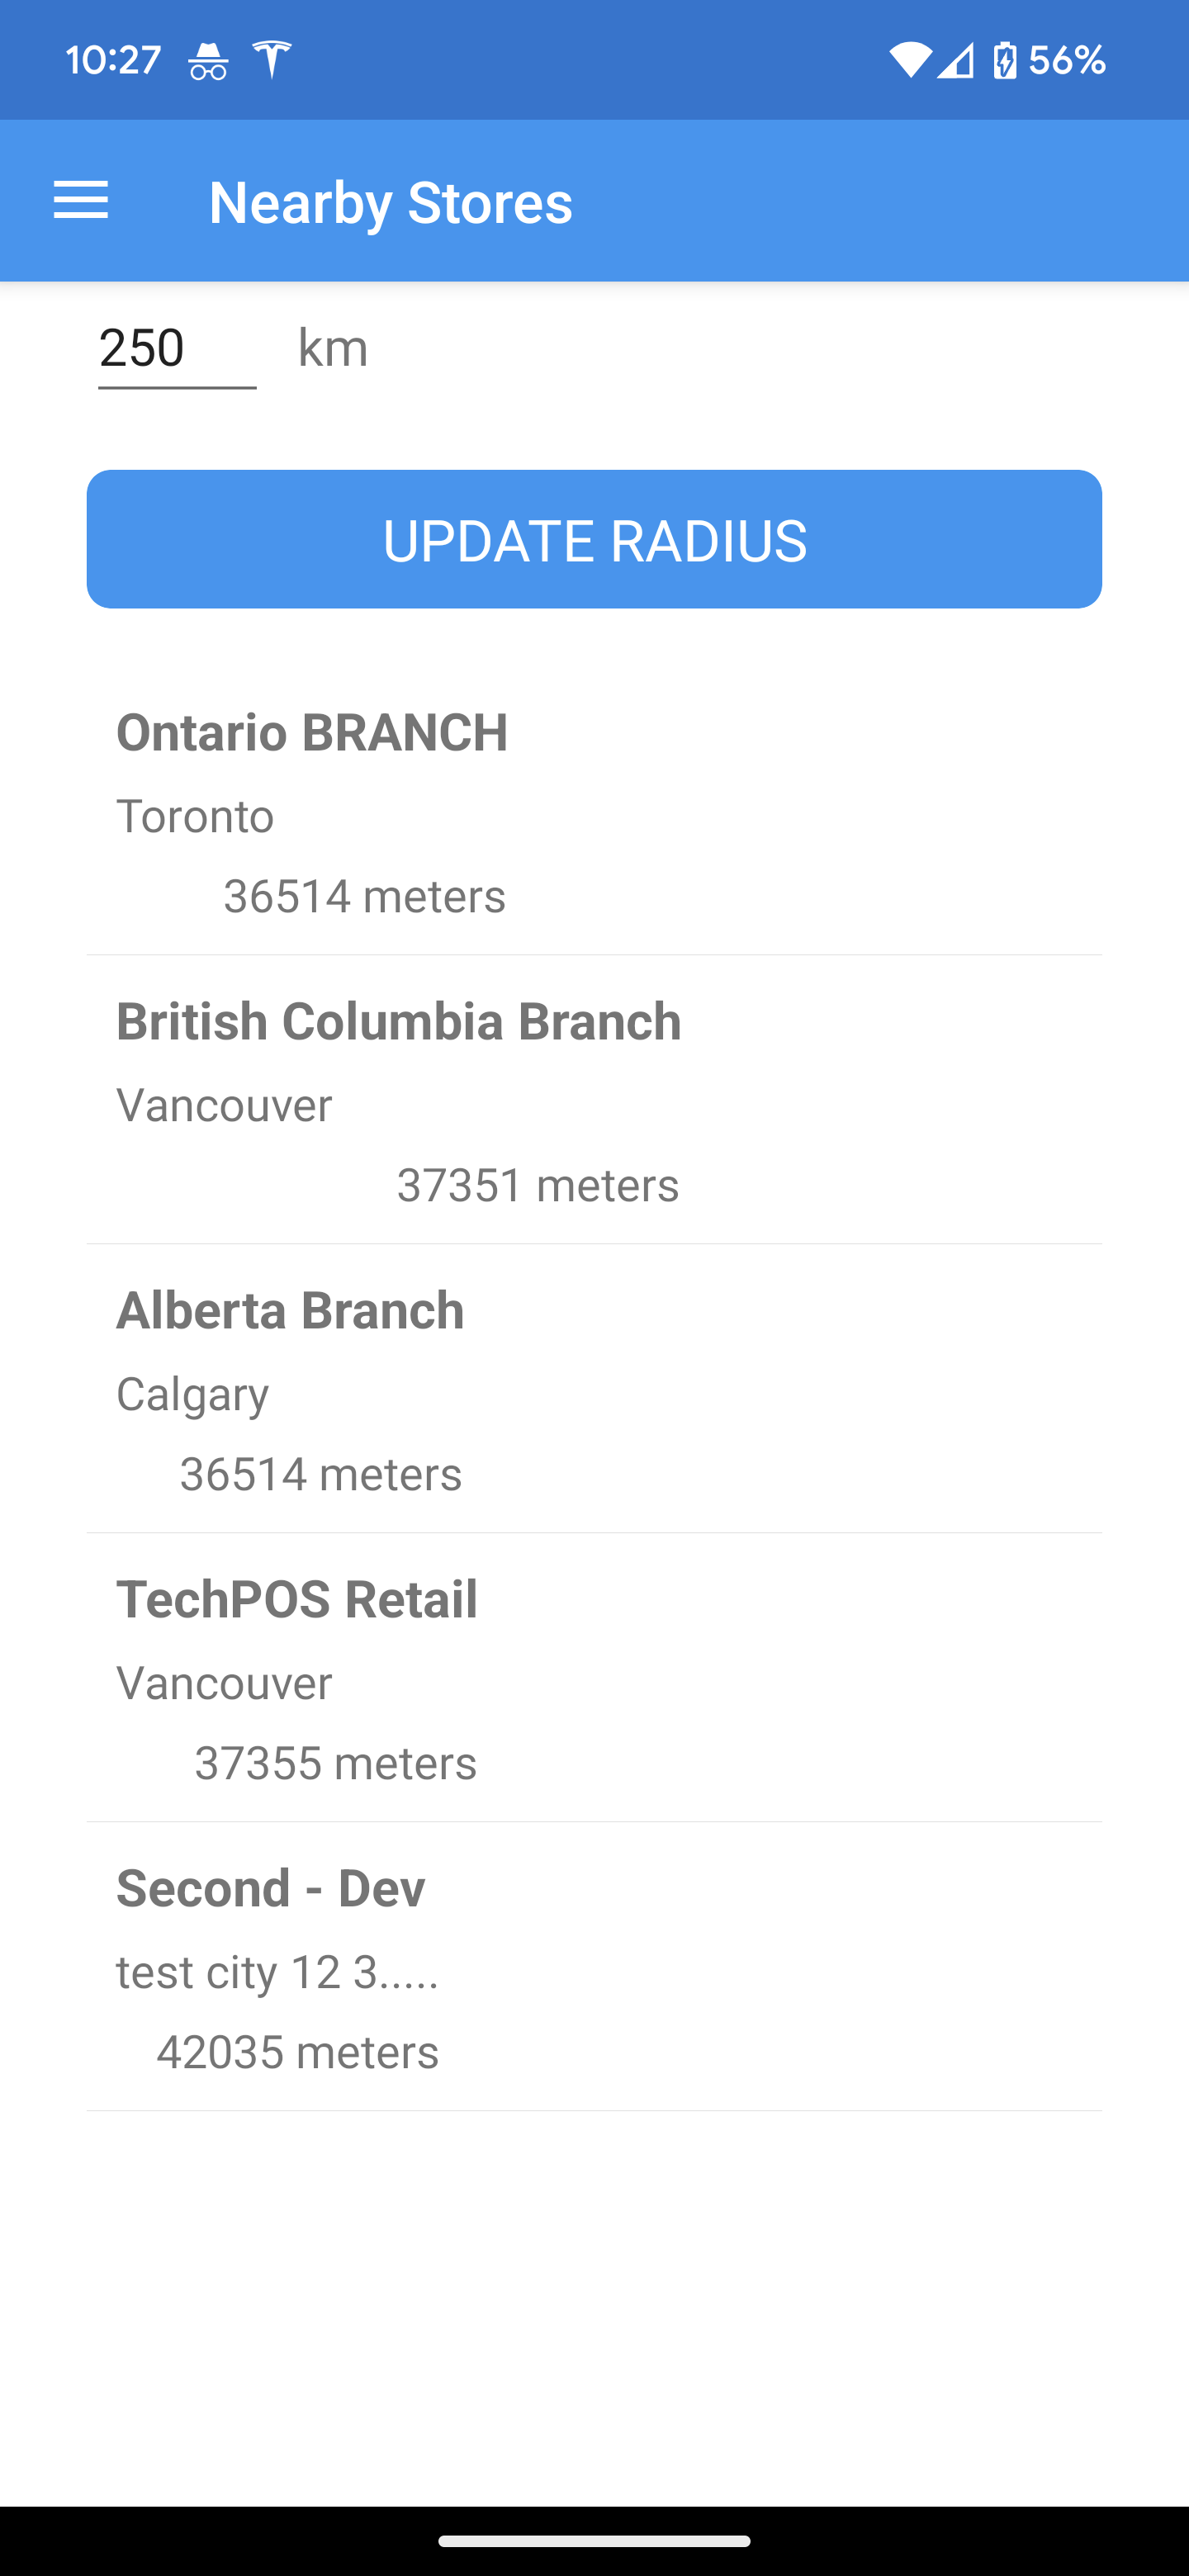 10:27
56%
Nearby Stores
250 km
UPDATE RADIUS
Ontario BRANCH
Toronto
36514 meters
British Columbia Branch
Vancouver
37351 meters
Alberta Branch
Calgary
36514 meters
TechPOS Retail
Vancouver
37355 meters
Second - Dev
test city 12 3.....
42035 meters